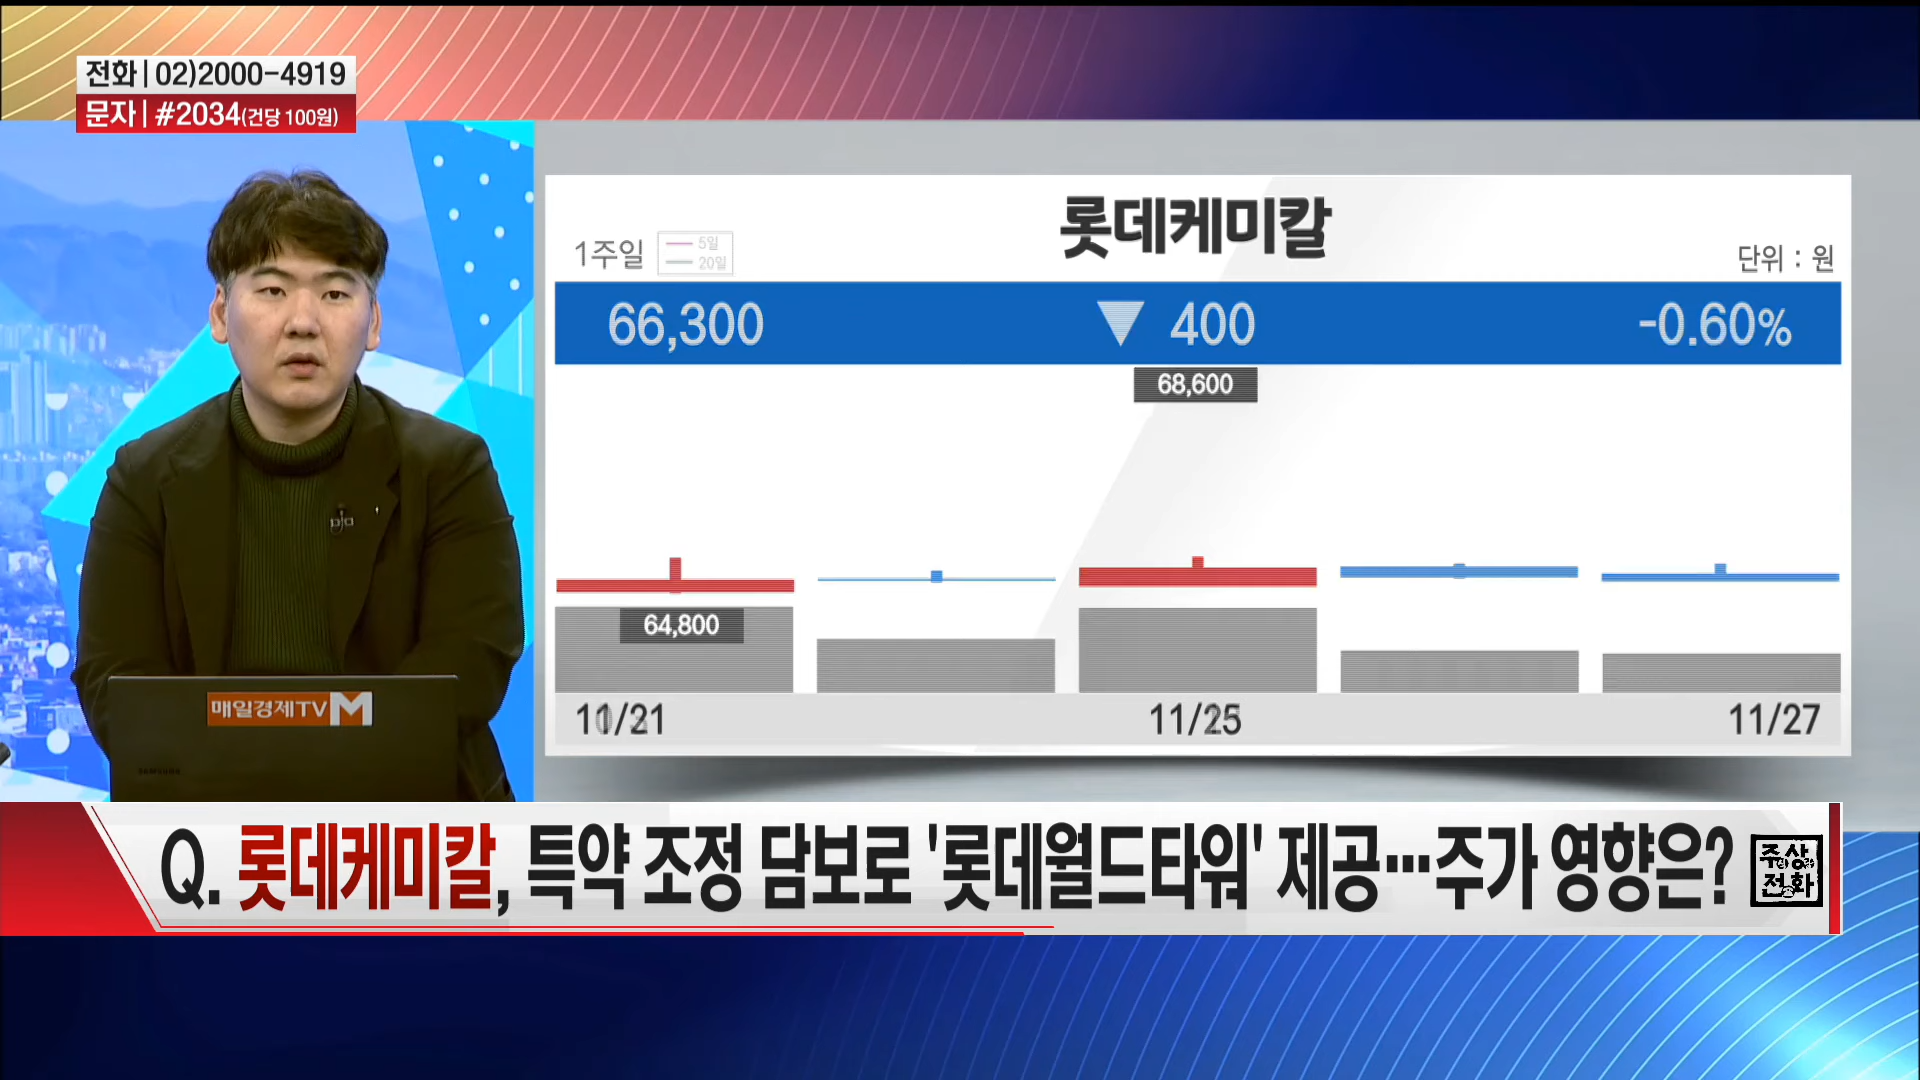 전화 | 02)2000-4919
문자 | #2034(건당 100원)
롯데케미칼
1주일
5일
20일
단위 : 원
66,300 ▼ 400 -0.60%
68,600
64,800
11/21 11/25 11/27
매일경제TV M
SAMSUNG
Q. 롯데케미칼, 특약 조정 담보로 '롯데월드타워' 제공…주가 영향은?
주상
전화